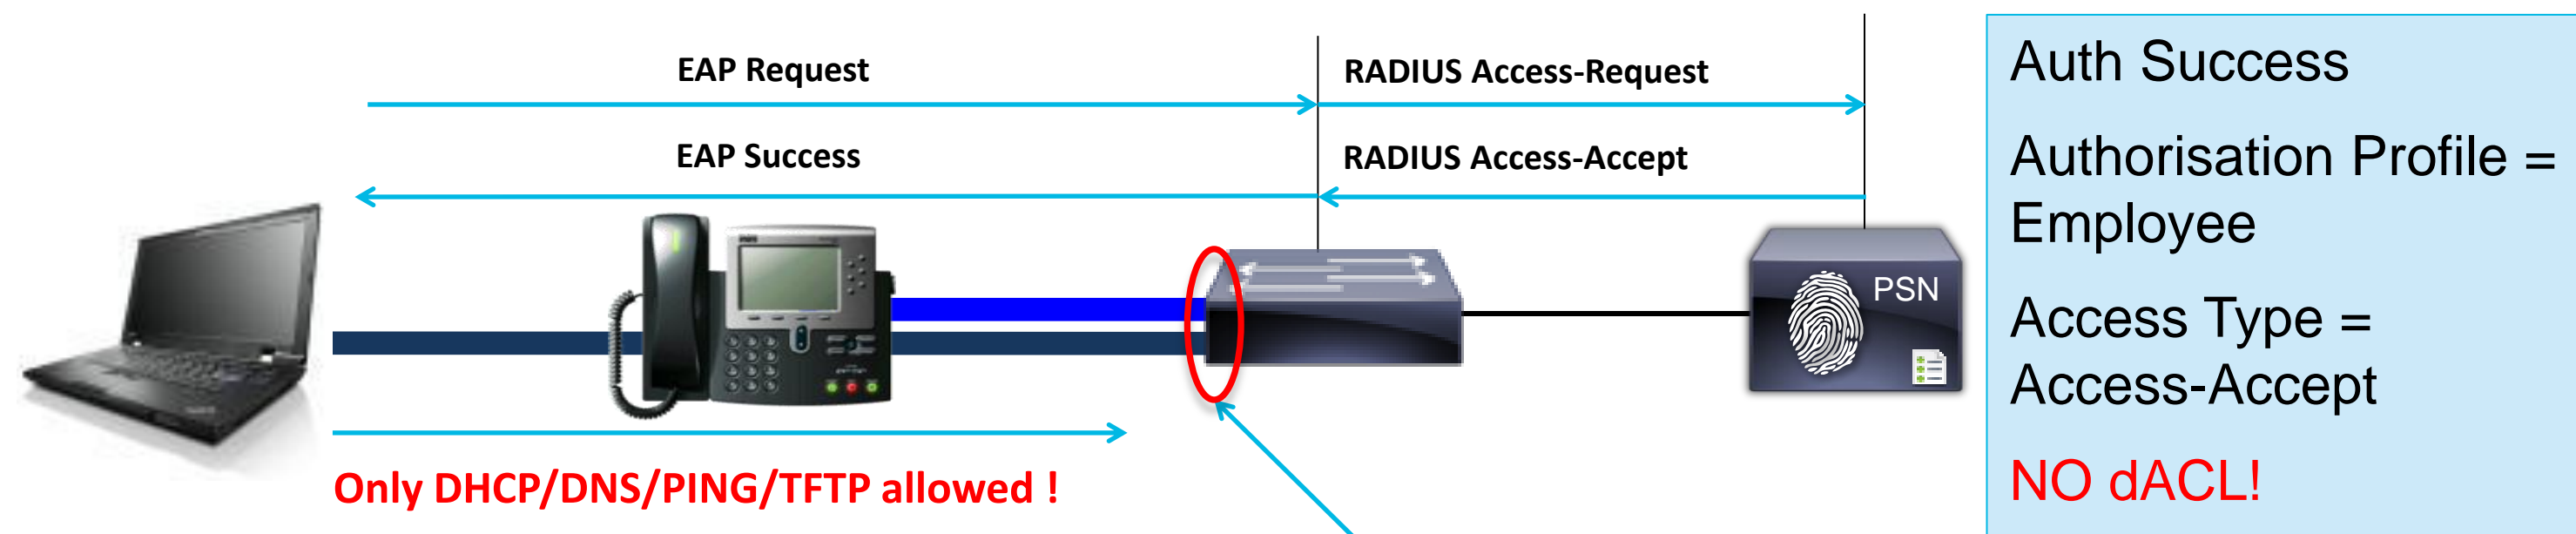 EAP Request
RADIUS Access-Request
EAP Success
RADIUS Access-Accept
PSN
Only DHCP/DNS/PING/TFTP allowed !
Auth Success
Authorisation Profile =
Employee
Access Type =
Access-Accept
NO dACL!